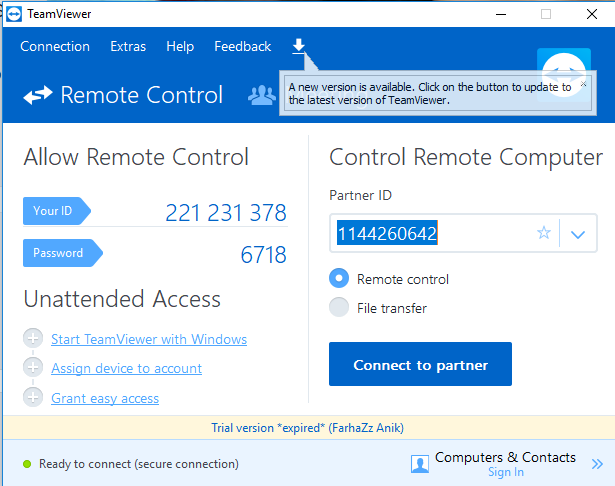 TeamViewer
Connection Extras Help Feedback
A new version is available. Click on the button to update to
the latest version of TeamViewer.
Remote Control
Allow Remote Control
Your ID 221 231 378
Password 6718
Unattended Access
Start TeamViewer with Windows
Assign device to account
Grant easy access
Control Remote Computer
Partner ID
1144260642
Remote control
File transfer
Connect to partner
Trial version *expired* (FarhaZz Anik)
Ready to connect (secure connection)
Computers & Contacts
Sign In